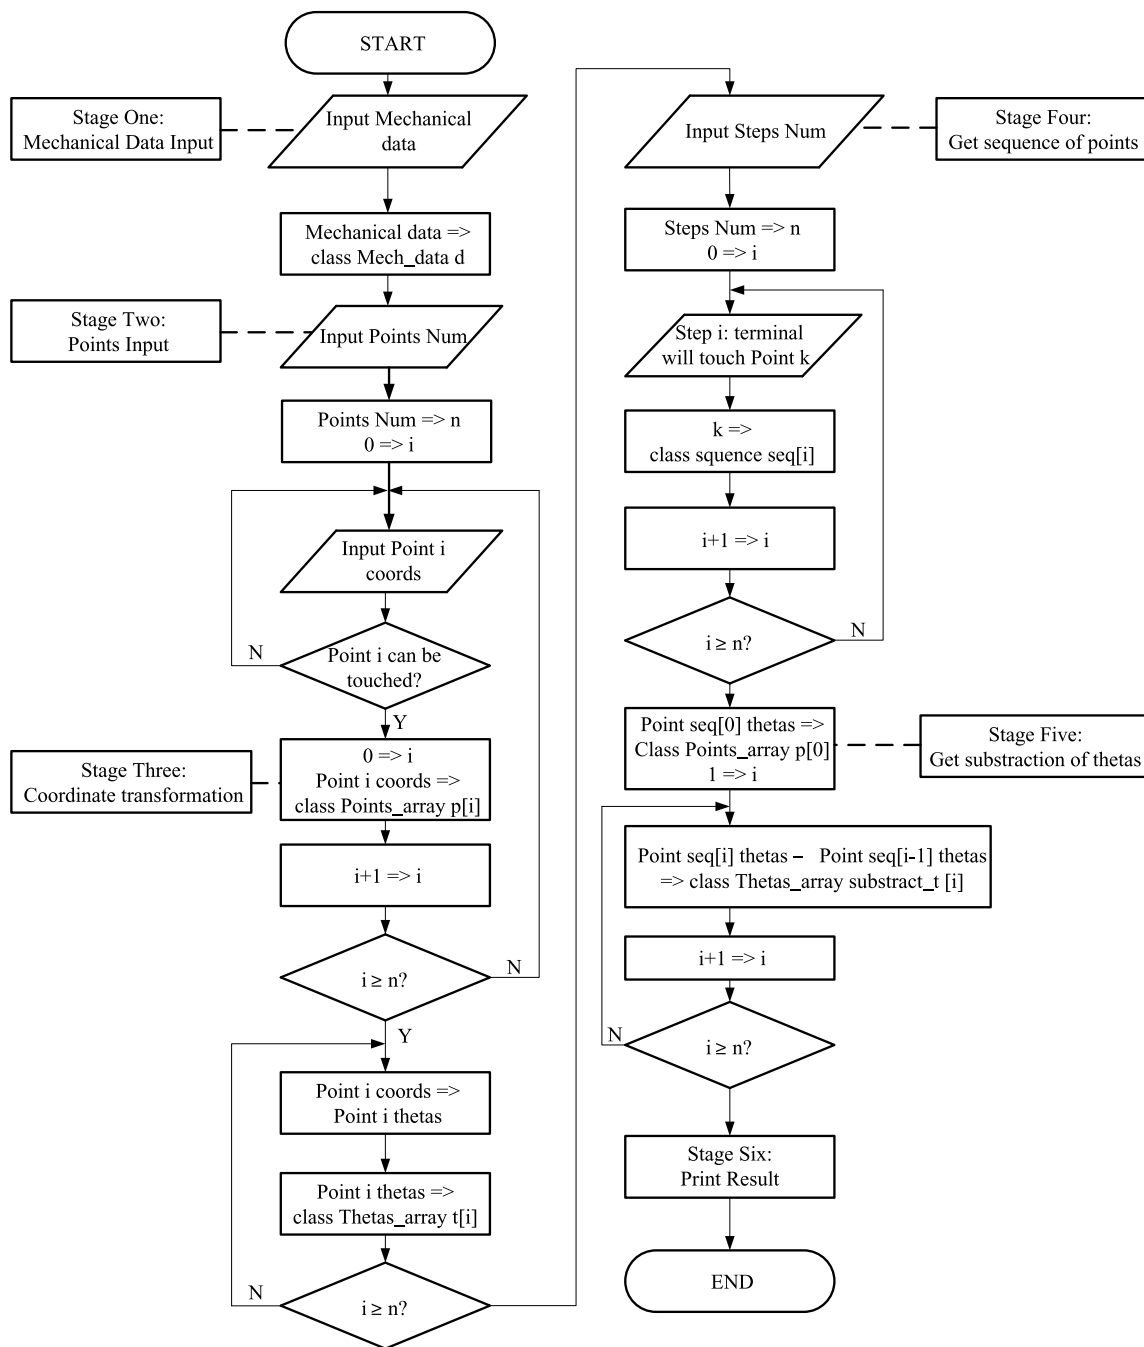 START
Stage One:
Mechanical Data Input
Input Mechanical
data
Mechanical data =>
class Mech_data d
Stage Two:
Points Input
Input Points Num
Points Num => n
0 => i
Input Point i
coords
N
Point i can be
touched?
Y
Stage Three:
Coordinate transformation
0 => i
Point i coords =>
class Points_array p[i]
i+1 => i
i ≥ n?
N
Y
Point i coords =>
Point i thetas
Point i thetas =>
class Thetas_array t[i]
N
i ≥ n?
Input Steps Num
Stage Four:
Get sequence of points
Steps Num => n
0 => i
Step i: terminal
will touch Point k
k =>
class squence seq[i]
i+1 => i
i ≥ n?
N
Point seq[0] thetas =>
Class Points_array p[0]
1 => i
Stage Five:
Get substraction of thetas
Point seq[i] thetas – Point seq[i-1] thetas
=> class Thetas_array substract_t [i]
i+1 => i
N
i ≥ n?
Stage Six:
Print Result
END